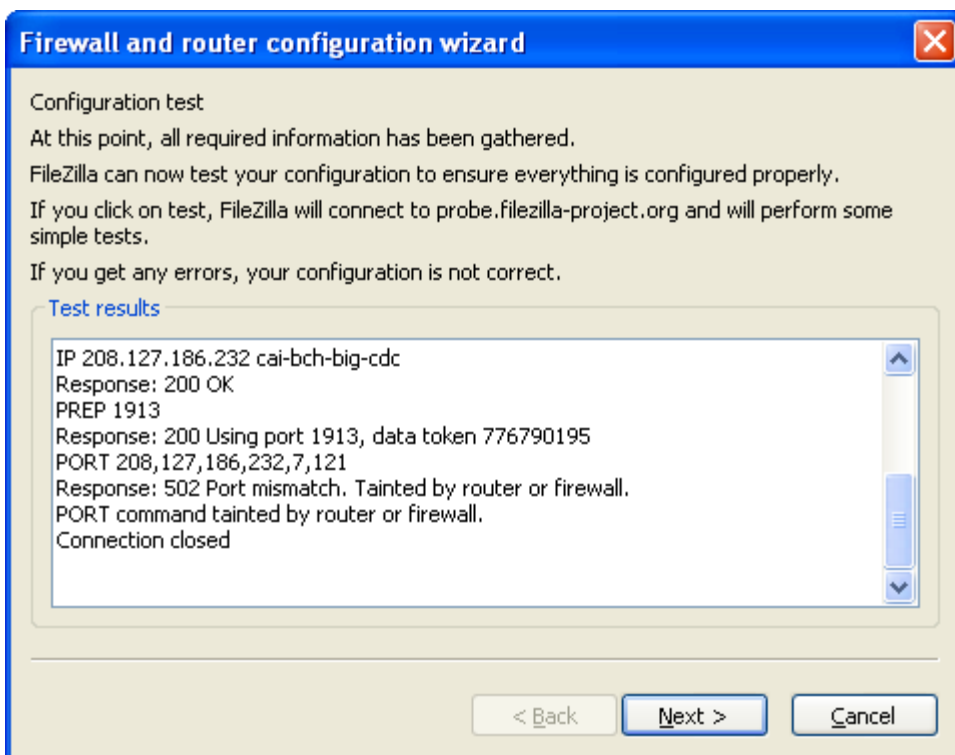 Firewall and router configuration wizard
Configuration test
At this point, all required information has been gathered.
FileZilla can now test your configuration to ensure everything is configured properly.
If you click on test, FileZilla will connect to probe.filezilla-project.org and will perform some
simple tests.
If you get any errors, your configuration is not correct.
Test results
IP 208.127.186.232 cai-bch-big-cdc
Response: 200 OK
PREP 1913
Response: 200 Using port 1913, data token 776790195
PORT 208,127,186,232,7,121
Response: 502 Port mismatch. Tainted by router or firewall.
PORT command tainted by router or firewall.
Connection closed
< Back Next > Cancel